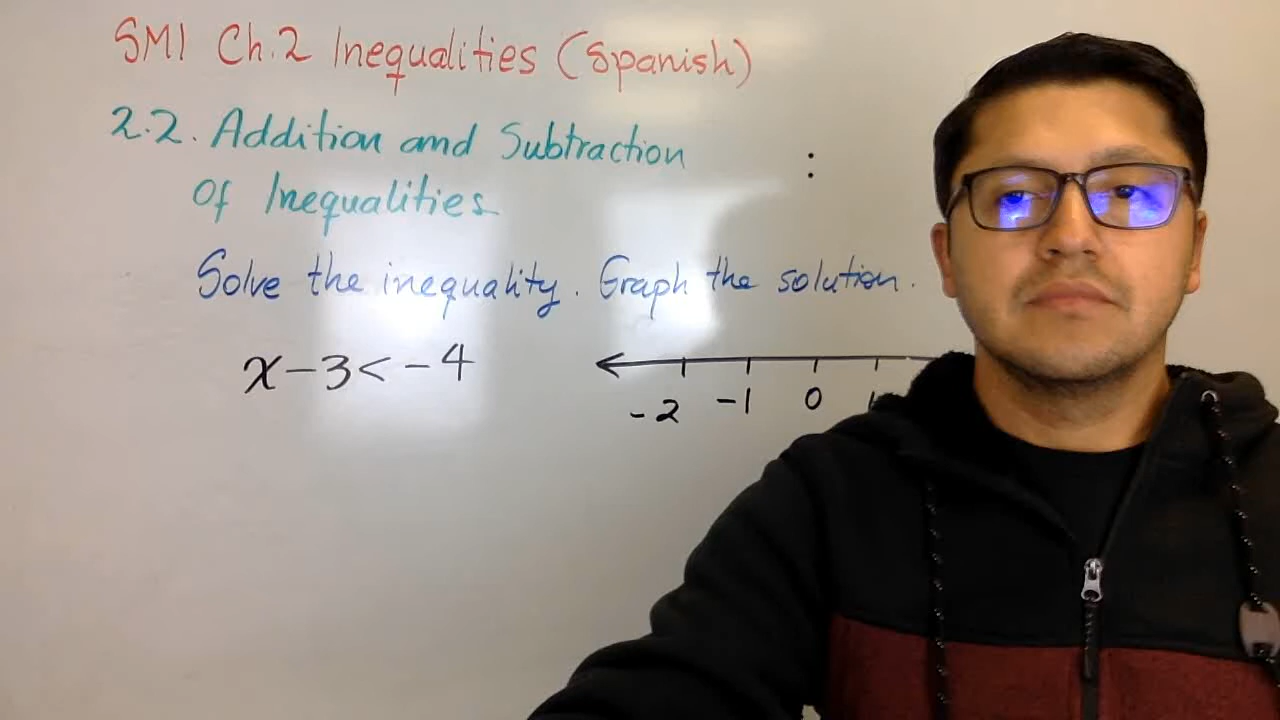 SM1 Ch.2 Inequalities (Spanish)
2.2. Addition and Subtraction
of Inequalities
:
Solve the inequality. Graph the solution.
x-3<-4
-2 -1 0